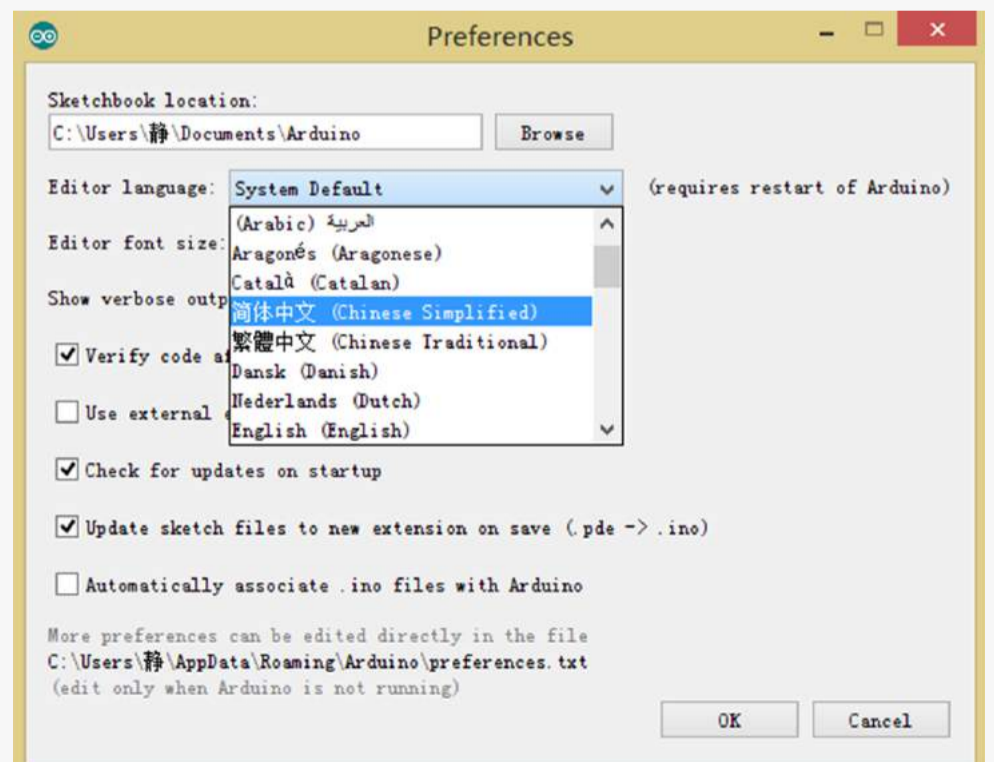 Preferences
Sketchbook location:
C:\Users\静\Documents\Arduino Browse
Editor language: System Default (requires restart of Arduino)
(Arabic) العربية
Editor font size:
Aragonés (Aragonese)
Català (Catalan)
Show verbose outp
简体中文 (Chinese Simplified)
繁體中文 (Chinese Traditional)
Verify code a
Dansk (Danish)
Nederlands (Dutch)
Use external
English (English)
Check for updates on startup
Update sketch files to new extension on save (.pde -> .ino)
Automatically associate .ino files with Arduino
More preferences can be edited directly in the file
C:\Users\静\AppData\Roaming\Arduino\preferences.txt
(edit only when Arduino is not running)
OK Cancel